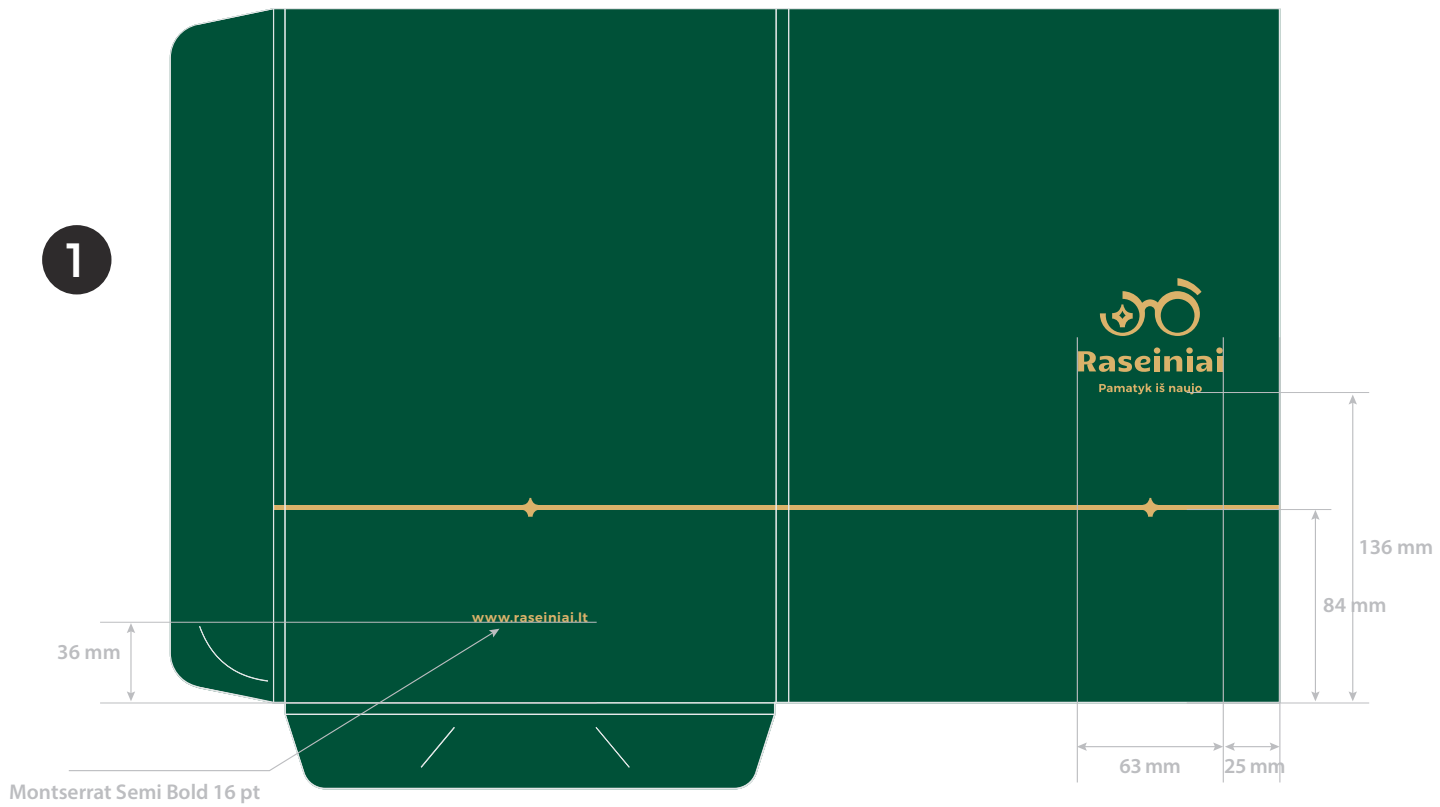 1
Raseiniai
Pamatyk iš naujo
136 mm
84 mm
www.raseiniai.lt
36 mm
63 mm
25 mm
Montserrat Semi Bold 16 pt